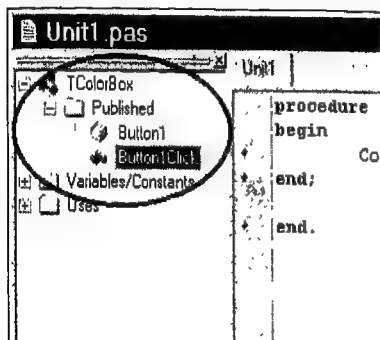 Unit1.pas
TColorBox
Published
Button1
Button1Click
Variables/Constants
Uses
Unit1
procedure
begin
Co
end;
end.